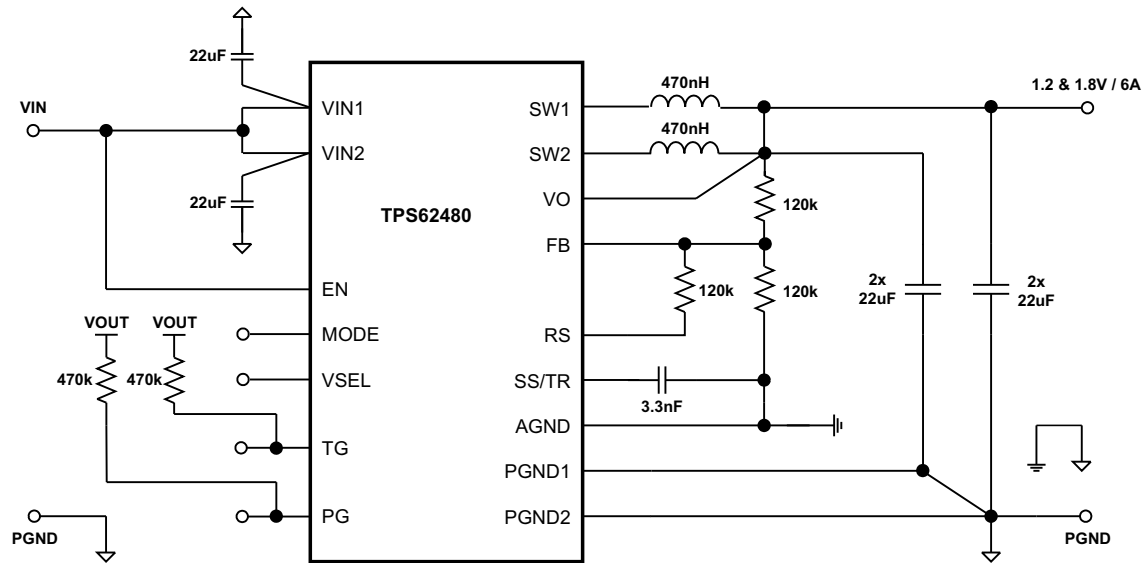 22uF
VIN
VIN1
VIN2
22uF
TPS62480
EN
MODE
VSEL
TG
PG
VOUT
VOUT
470k
470k
PGND
SW1
SW2
VO
FB
RS
SS/TR
AGND
PGND1
PGND2
470nH
470nH
1.2 & 1.8V / 6A
120k
120k
120k
3.3nF
2x
22uF
2x
22uF
PGND